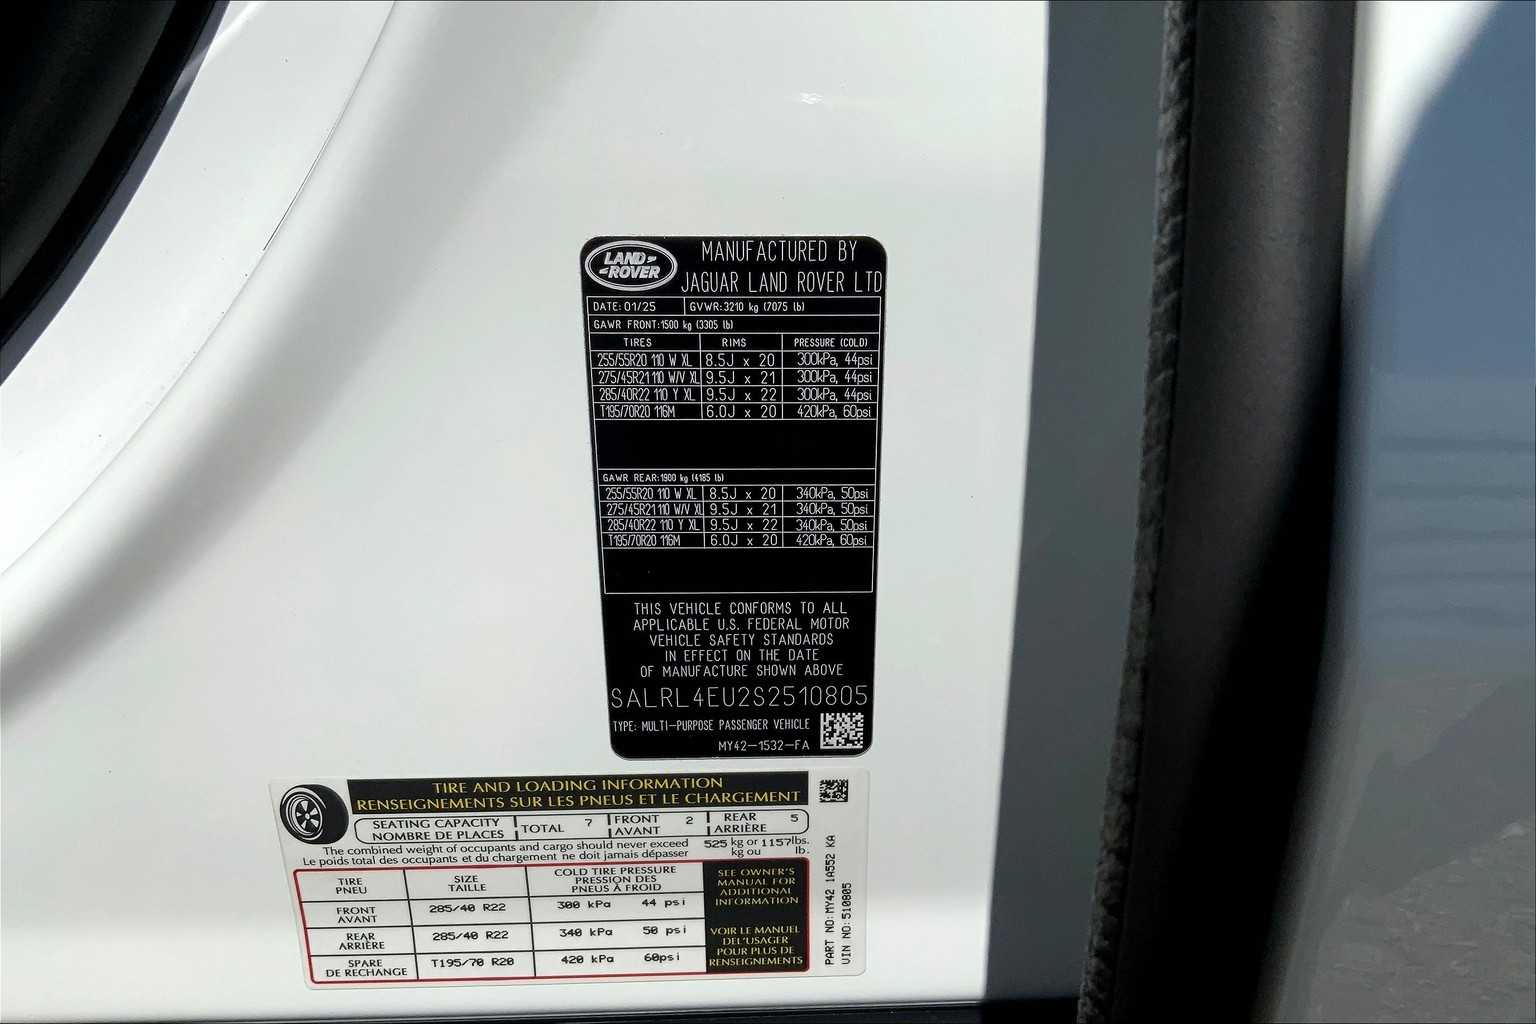 LAND ROVER
MANUFACTURED BY
JAGUAR LAND ROVER LTD
DATE: 01/25 GVWR: 3210 kg (7075 lb)
GAWR FRONT: 1500 kg (3305 lb)
TIRES RIMS PRESSURE (COLD)
255/55R20 110 W XL 8.5J x 20 300kPa, 44psi
275/45R21 110 W/V XL 9.5J x 21 300kPa, 44psi
285/40R22 110 Y XL 9.5J x 22 300kPa, 44psi
T195/70R20 116M 6.0J x 20 420kPa, 60psi
GAWR REAR: 1900 kg (4185 lb)
255/55R20 110 W XL 8.5J x 20 340kPa, 50psi
275/45R21 110 W/V XL 9.5J x 21 340kPa, 50psi
285/40R22 110 Y XL 9.5J x 22 340kPa, 50psi
T195/70R20 116M 6.0J x 20 420kPa, 60psi
THIS VEHICLE CONFORMS TO ALL
APPLICABLE U.S. FEDERAL MOTOR
VEHICLE SAFETY STANDARDS
IN EFFECT ON THE DATE
OF MANUFACTURE SHOWN ABOVE
SALRL4EU2S2510805
TYPE: MULTI-PURPOSE PASSENGER VEHICLE
MY42-1532-FA
TIRE AND LOADING INFORMATION
RENSEIGNEMENTS SUR LES PNEUS ET LE CHARGEMENT
SEATING CAPACITY TOTAL 7 FRONT 2 REAR 5
NOMBRE DE PLACES AVANT ARRIÈRE
The combined weight of occupants and cargo should never exceed 525 kg or 1157 lbs.
Le poids total des occupants et du chargement ne doit jamais dépasser kg ou lb.
TIRE SIZE COLD TIRE PRESSURE
PNEU TAILLE PRESSION DES
PNEUS À FROID
FRONT 285/40 R22 300 kPa 44 psi
AVANT
REAR 285/40 R22 340 kPa 50 psi
ARRIÈRE
SPARE T195/70 R20 420 kPa 60psi
DE RECHANGE
SEE OWNER'S
MANUAL FOR
ADDITIONAL
INFORMATION
VOIR LE MANUEL
DEL'USAGER
POUR PLUS DE
RENSEIGNEMENTS
PART NO: MY42 1A552 KA
VIN NO: 510805